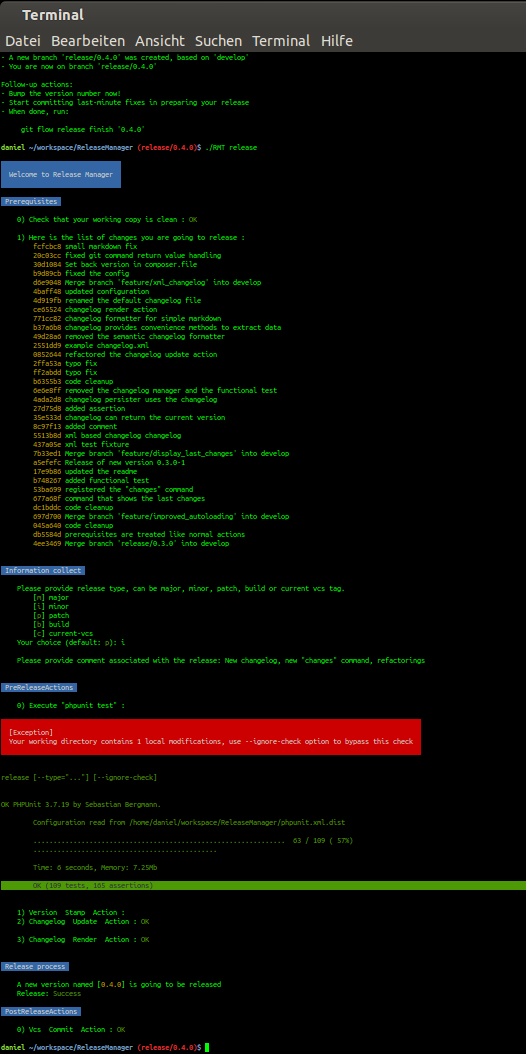 Terminal
Datei Bearbeiten Ansicht Suchen Terminal Hilfe
- A new branch 'release/0.4.0' was created, based on 'develop'
- You are now on branch 'release/0.4.0'
Follow-up actions:
- Bump the version number now!
- Start committing last-minute fixes in preparing your release
- When done, run:
git flow release finish '0.4.0'
daniel ~/workspace/ReleaseManager (release/0.4.0)$ ./RMT release
Welcome to Release Manager
Prerequisites
0) Check that your working copy is clean : OK
1) Here is the list of changes you are going to release :
fcfcbc8 small markdown fix
20c03cc fixed git command return value handling
30d1084 Set back version in composer.file
b9d89cb fixed the config
d6e9048 Merge branch 'feature/xml_changelog' into develop
4baff48 updated configuration
4d919fb renamed the default changelog file
ce65524 changelog render action
771cc82 changelog formatter for simple markdown
b37a6b8 changelog provides convenience methods to extract data
49d28a6 removed the semantic changelog formatter
2551dd9 example changelog.xml
0852644 refactored the changelog update action
2ffa53a typo fix
ff2abdd typo fix
b6355b3 code cleanup
6e6e8ff removed the changelog manager and the functional test
4ada2d8 changelog persister uses the changelog
27d75d8 added assertion
35e533d changelog can return the current version
8c97f13 added comment
5513b8d xml based changelog changelog
437a05e xml test fixture
7b33ed1 Merge branch 'feature/display_last_changes' into develop
a5efefc Release of new version 0.3.0-1
17e9b86 updated the readme
b748267 added functional test
53ba699 registered the "changes" command
677a68f command that shows the last changes
dc1bddc code cleanup
697d700 Merge branch 'feature/improved_autoloading' into develop
045a640 code cleanup
db5584d prerequisites are treated like normal actions
4ee3469 Merge branch 'release/0.3.0' into develop
Information collect
Please provide release type, can be major, minor, patch, build or current vcs tag.
[m] major
[i] minor
[p] patch
[b] build
[c] current-vcs
Your choice (default: p): i
Please provide comment associated with the release: New changelog, new "changes" command, refactorings
PreReleaseActions
0) Execute "phpunit test" :
[Exception]
Your working directory contains 1 local modifications, use --ignore-check option to bypass this check
release [--type="..."] [--ignore-check]
OK PHPUnit 3.7.19 by Sebastian Bergmann.
Configuration read from /home/daniel/workspace/ReleaseManager/phpunit.xml.dist
............................................................... 63 / 109 ( 57%)
..............................................
Time: 6 seconds, Memory: 7.25Mb
OK (109 tests, 165 assertions)
1) Version Stamp Action :
2) Changelog Update Action : OK
3) Changelog Render Action : OK
Release process
A new version named [0.4.0] is going to be released
Release: Success
PostReleaseActions
0) Vcs Commit Action : OK
daniel ~/workspace/ReleaseManager (release/0.4.0)$